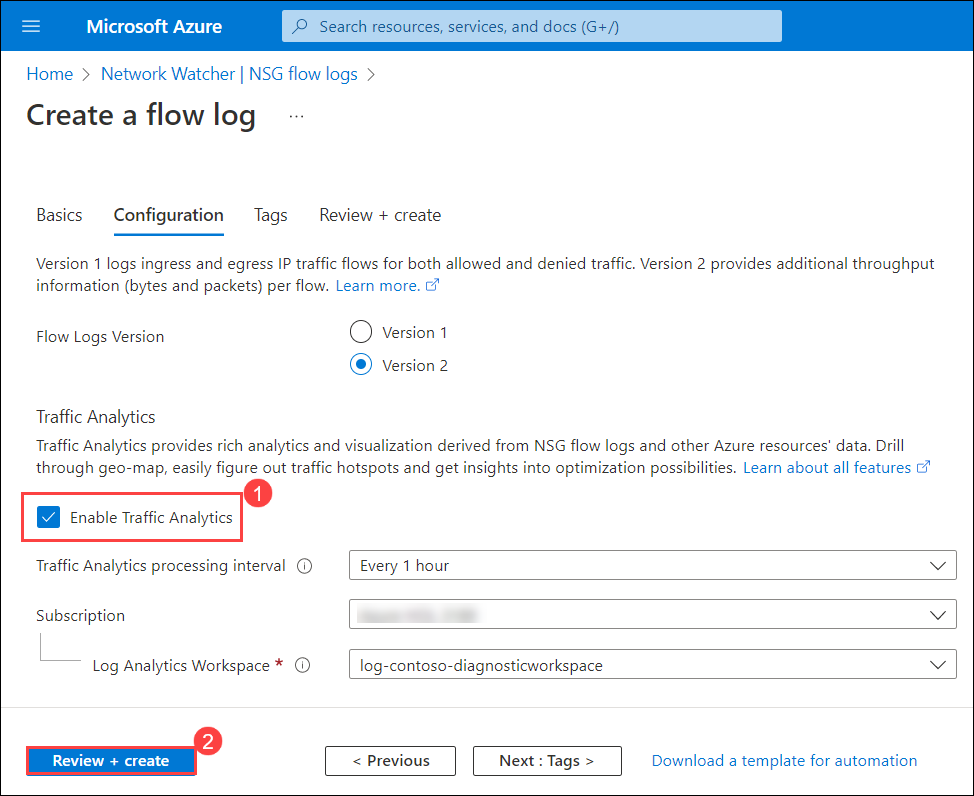 Microsoft Azure
Search resources, services, and docs (G+/)
Home > Network Watcher | NSG flow logs >
Create a flow log ...
Basics Configuration Tags Review + create
Version 1 logs ingress and egress IP traffic flows for both allowed and denied traffic. Version 2 provides additional throughput
information (bytes and packets) per flow. Learn more.
Flow Logs Version
Version 1
Version 2
Traffic Analytics
Traffic Analytics provides rich analytics and visualization derived from NSG flow logs and other Azure resources' data. Drill
through geo-map, easily figure out traffic hotspots and get insights into optimization possibilities. Learn about all features
1
Enable Traffic Analytics
Traffic Analytics processing interval Every 1 hour
Subscription
Log Analytics Workspace * log-contoso-diagnosticworkspace
2
Review + create < Previous Next : Tags > Download a template for automation